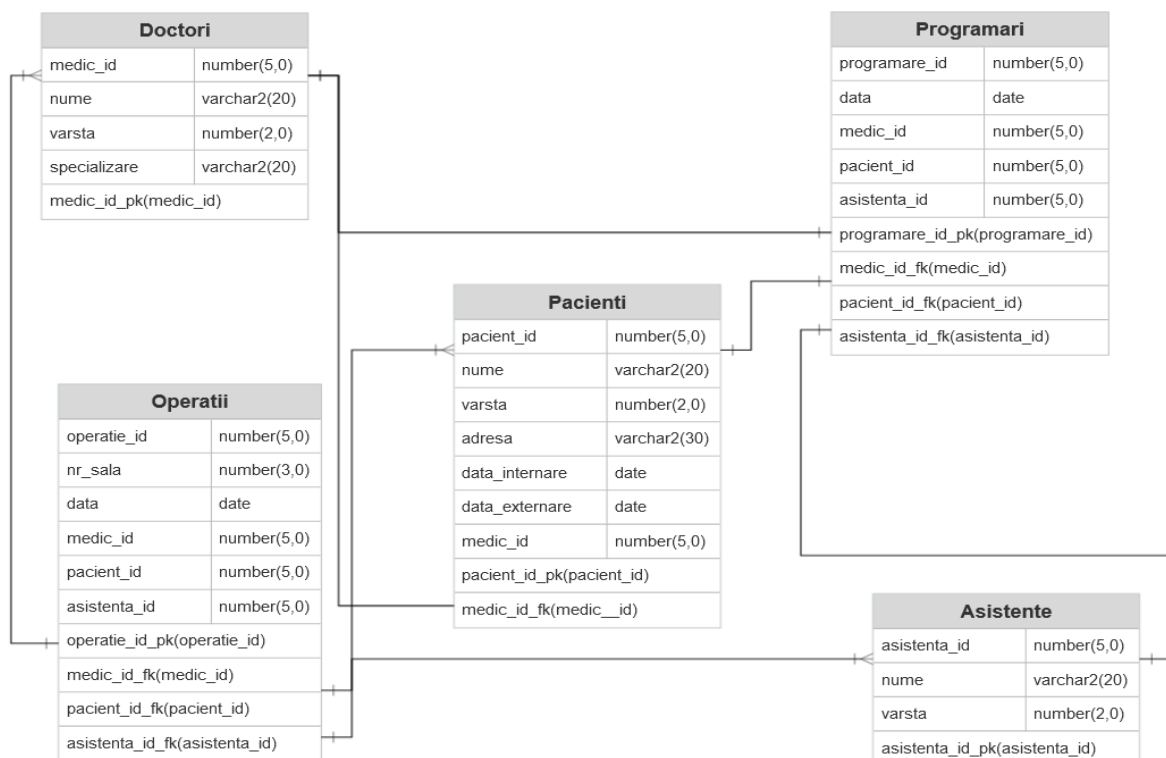 Doctori
medic_id number(5,0)
nume varchar2(20)
varsta number(2,0)
specializare varchar2(20)
medic_id_pk(medic_id)
Programari
programare_id number(5,0)
data date
medic_id number(5,0)
pacient_id number(5,0)
asistenta_id number(5,0)
programare_id_pk(programare_id)
medic_id_fk(medic_id)
pacient_id_fk(pacient_id)
asistenta_id_fk(asistenta_id)
Pacienti
pacient_id number(5,0)
nume varchar2(20)
varsta number(2,0)
adresa varchar2(30)
data_internare date
data_externare date
medic_id number(5,0)
pacient_id_pk(pacient_id)
medic_id_fk(medic__id)
Operatii
operatie_id number(5,0)
nr_sala number(3,0)
data date
medic_id number(5,0)
pacient_id number(5,0)
asistenta_id number(5,0)
operatie_id_pk(operatie_id)
medic_id_fk(medic_id)
pacient_id_fk(pacient_id)
asistenta_id_fk(asistenta_id)
Asistente
asistenta_id number(5,0)
nume varchar2(20)
varsta number(2,0)
asistenta_id_pk(asistenta_id)